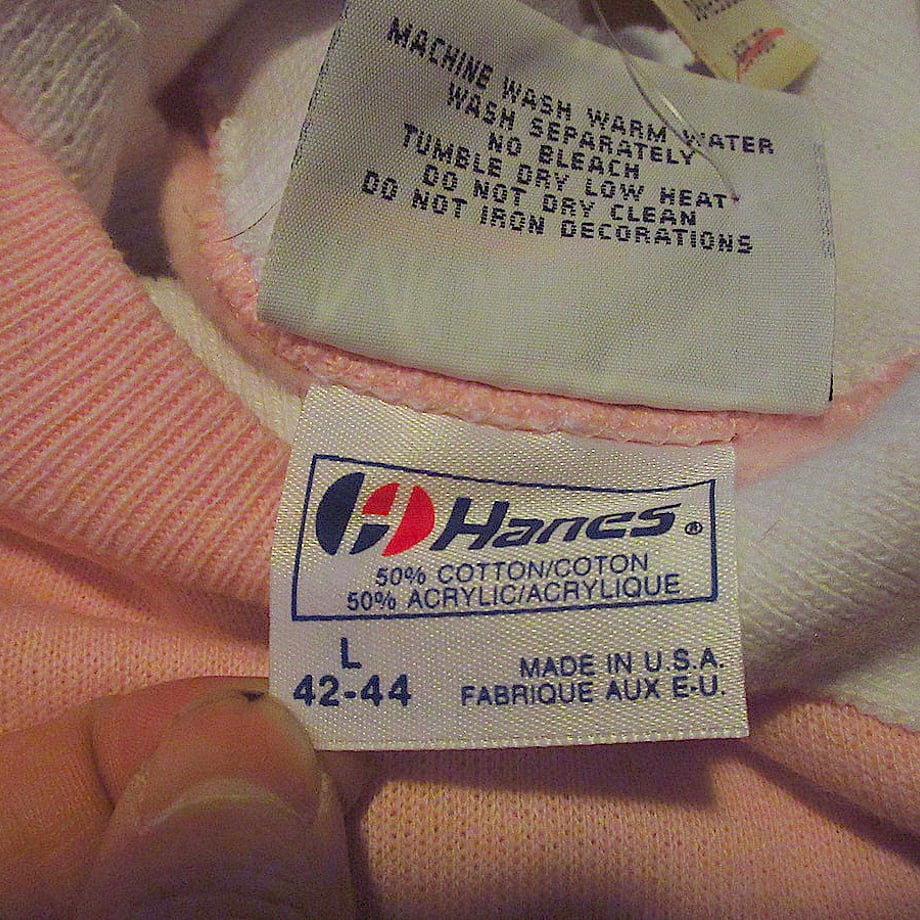 MACHINE WASH WARM WATER
WASH SEPARATELY
NO BLEACH
TUMBLE DRY LOW HEAT
DO NOT DRY CLEAN
DO NOT IRON DECORATIONS
Hanes®
50% COTTON/COTON
50% ACRYLIC/ACRYLIQUE
L
42-44
MADE IN U.S.A.
FABRIQUE AUX E-U.